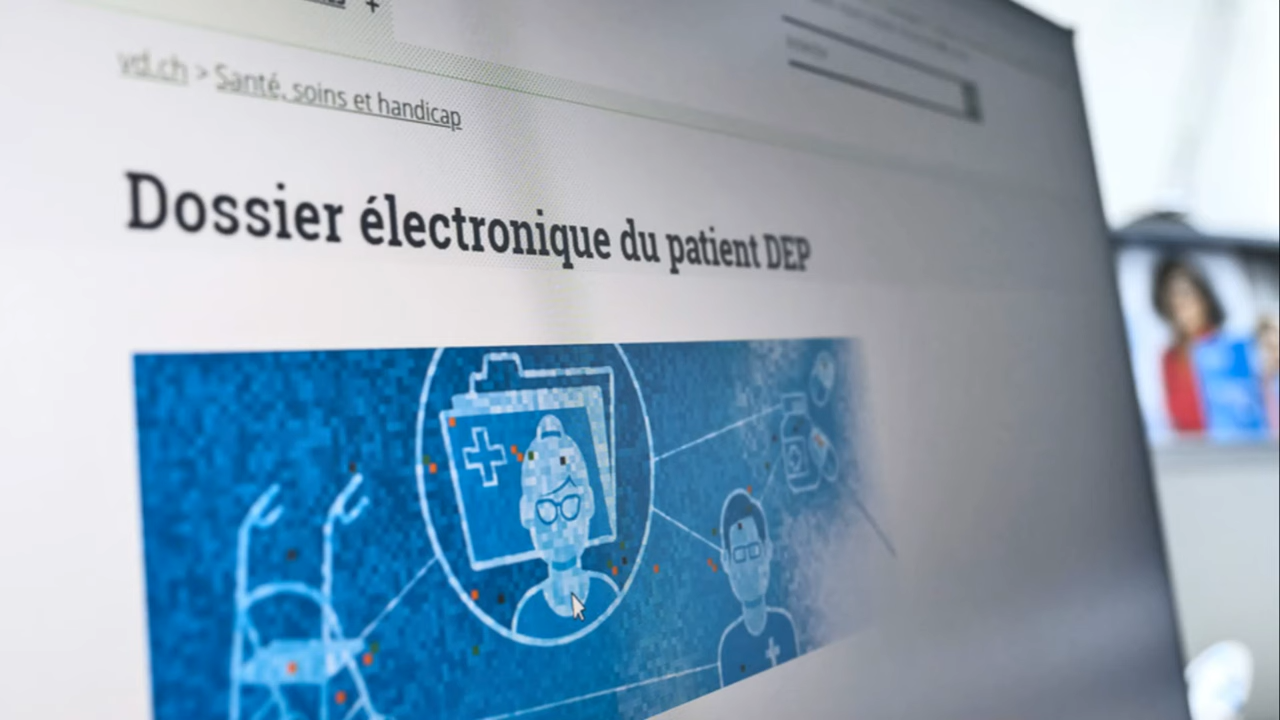 vd.ch > Santé, soins et handicap
Dossier électronique du patient DEP